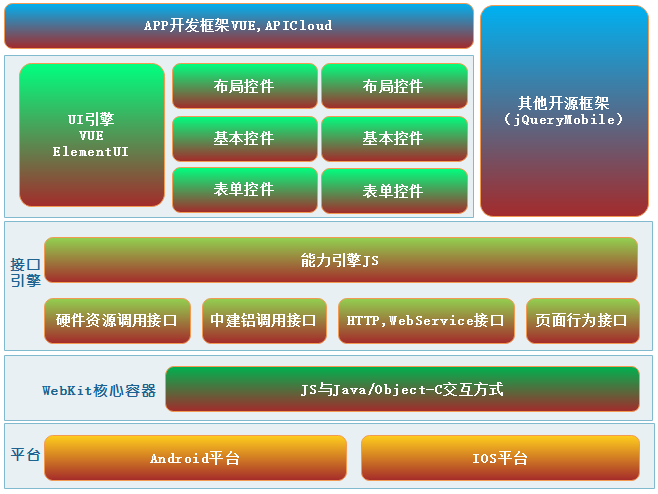 APP开发框架VUE,APICloud
UI引擎
VUE
ElementUI
布局控件
布局控件
基本控件
基本控件
表单控件
表单控件
其他开源框架
（jQueryMobile）
接口
引擎
能力引擎JS
硬件资源调用接口
中建铝调用接口
HTTP,WebService接口
页面行为接口
WebKit核心容器
JS与Java/Object-C交互方式
平台
Android平台
IOS平台